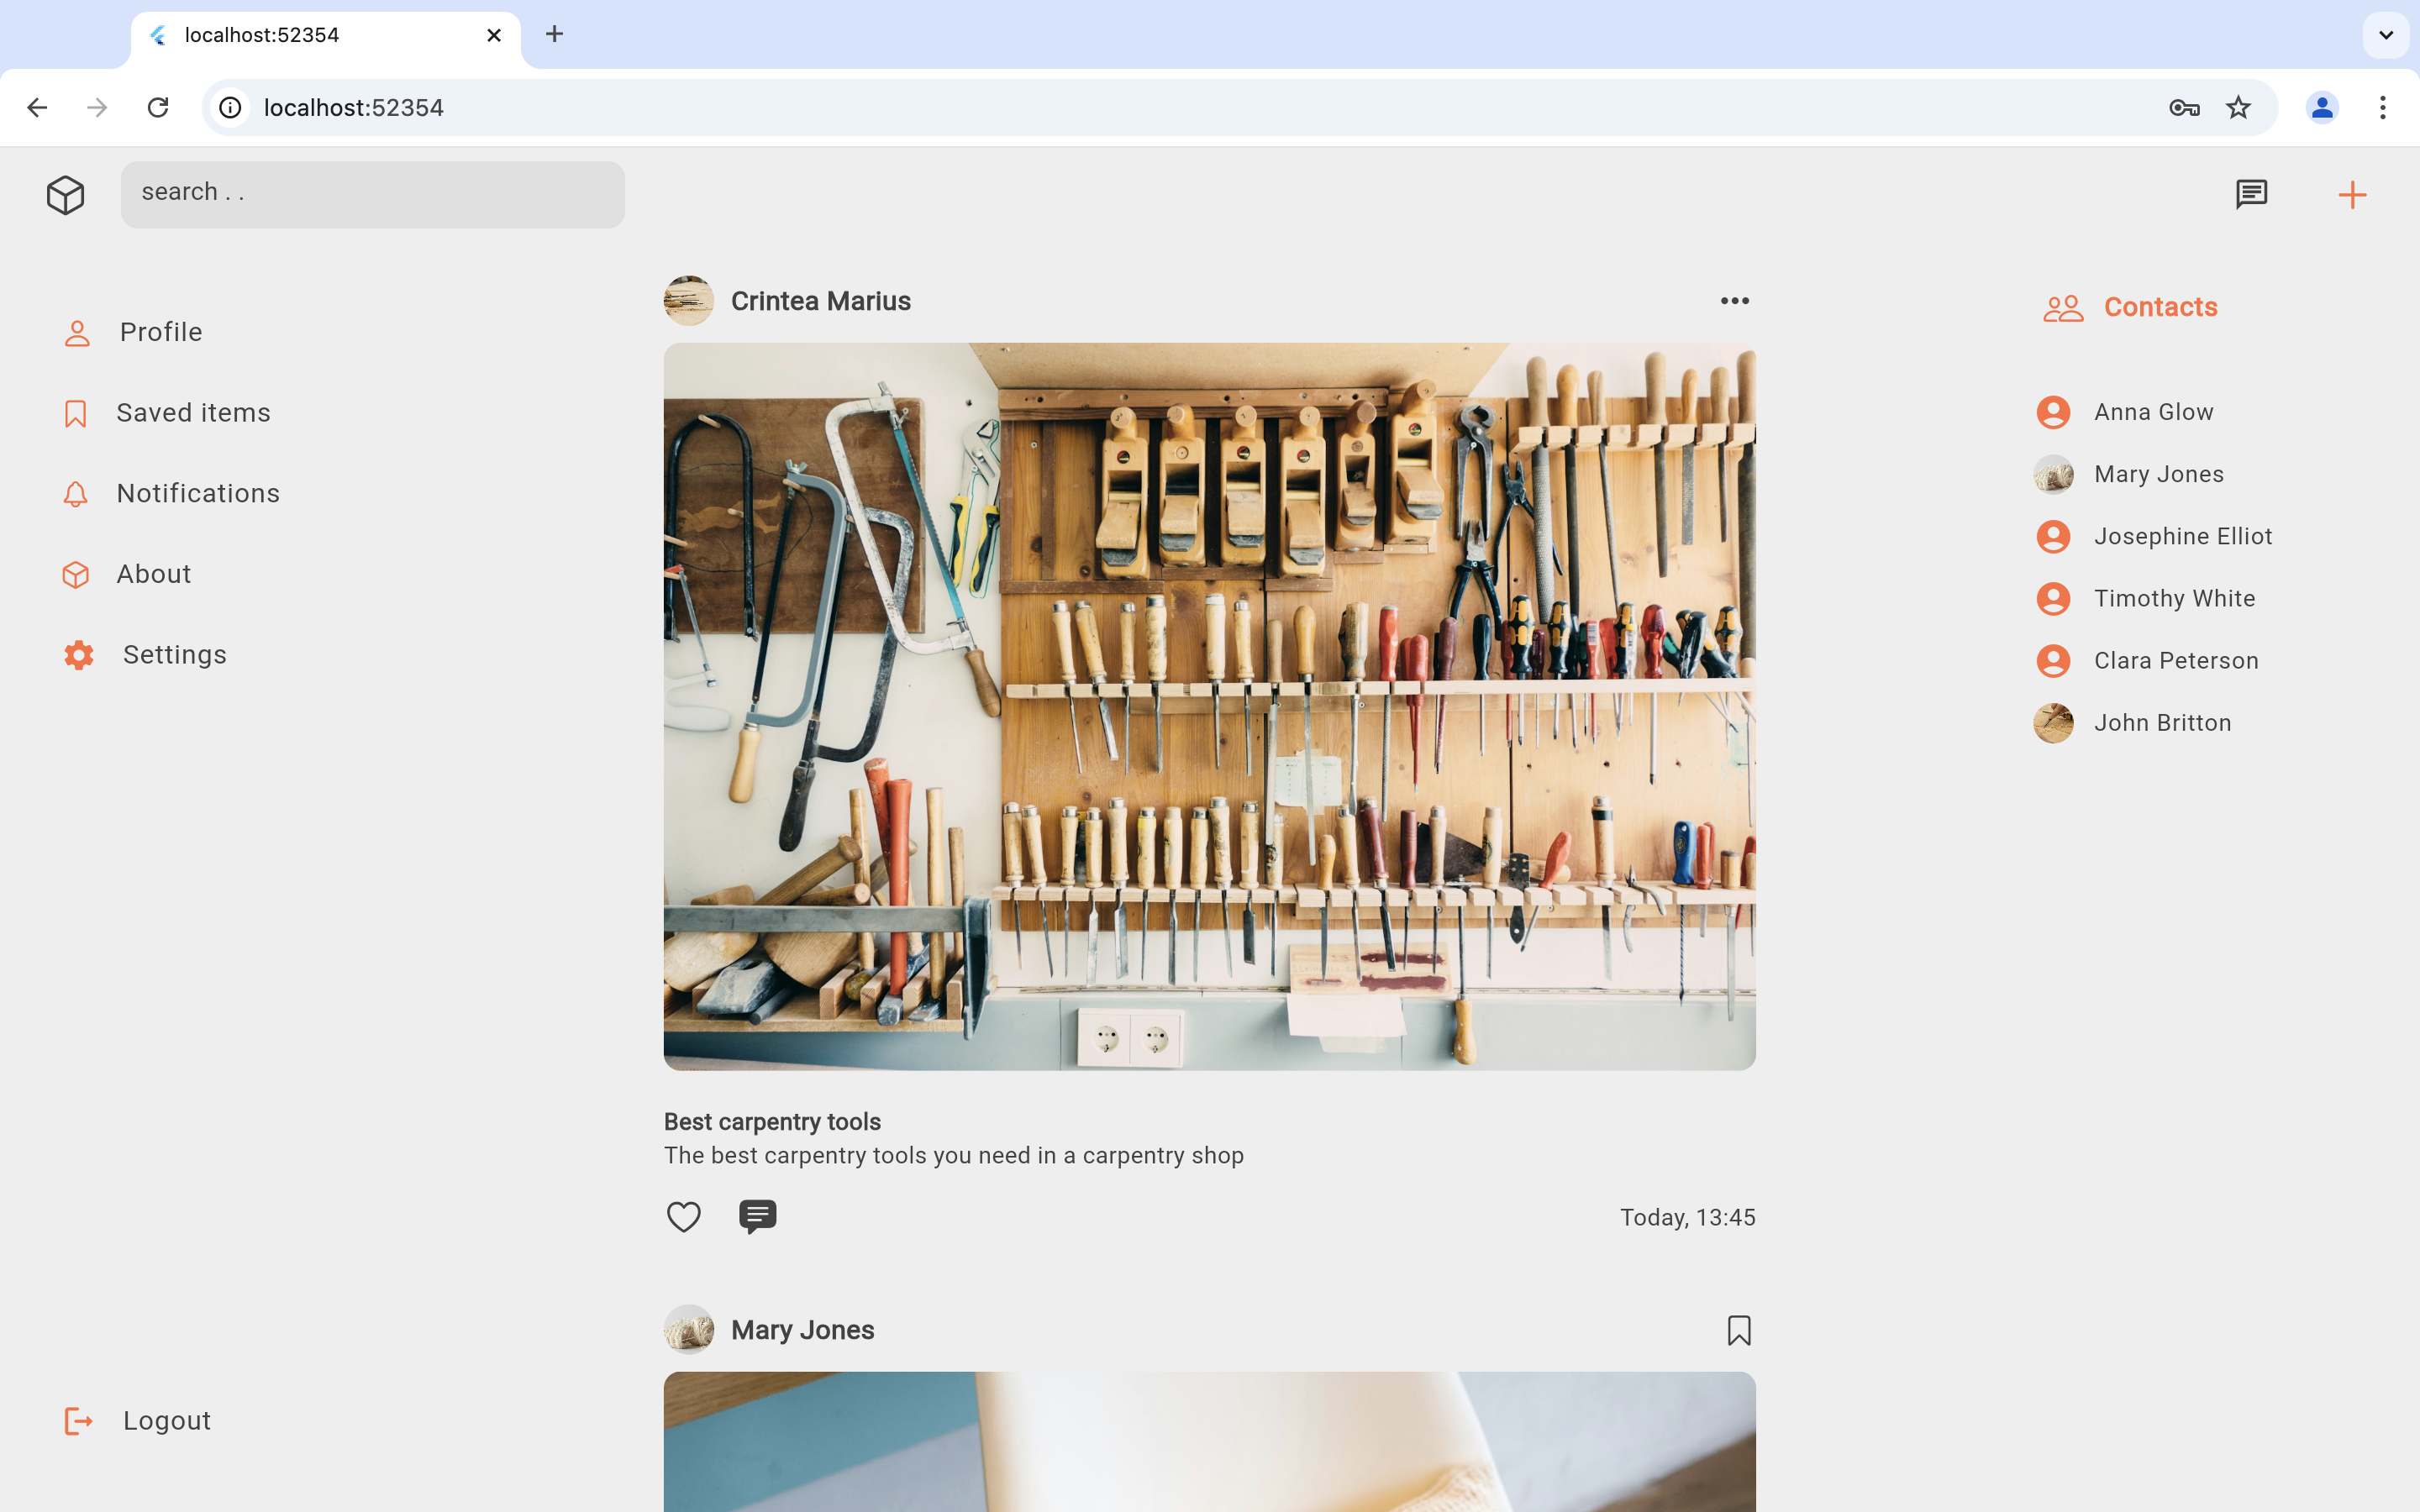 localhost:52354
localhost:52354
search . .
Crintea Marius
Contacts
Profile
Saved items
Notifications
About
Settings
Anna Glow
Mary Jones
Josephine Elliot
Timothy White
Clara Peterson
John Britton
Best carpentry tools
The best carpentry tools you need in a carpentry shop
Today, 13:45
Mary Jones
Logout